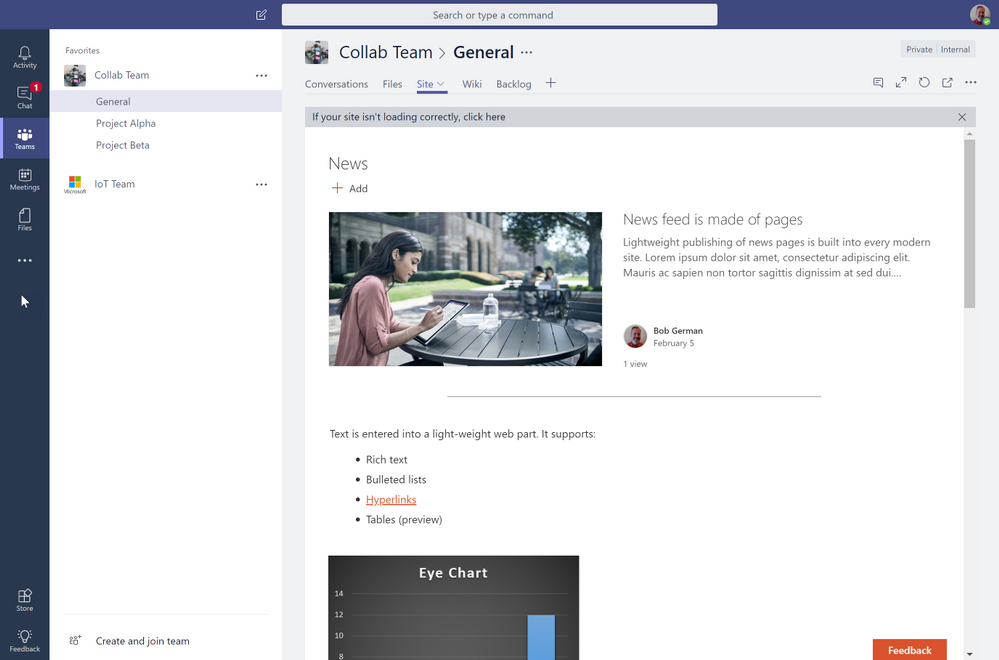 Search or type a command
Activity
Chat
1
Teams
Meetings
Files
Store
Feedback
Favorites
Collab Team
General
Project Alpha
Project Beta
Microsoft
IoT Team
Create and join team
Collab Team > General
Private Internal
Conversations Files Site Wiki Backlog
If your site isn't loading correctly, click here
News
Add
News feed is made of pages
Lightweight publishing of news pages is built into every modern
site. Lorem ipsum dolor sit amet, consectetur adipiscing elit.
Mauris ac sapien non tortor sagittis dignissim at sed dui....
Bob German
February 5
1 view
Text is entered into a light-weight web part. It supports:
Rich text
Bulleted lists
Hyperlinks
Tables (preview)
Eye Chart
14
12
10
8
Feedback